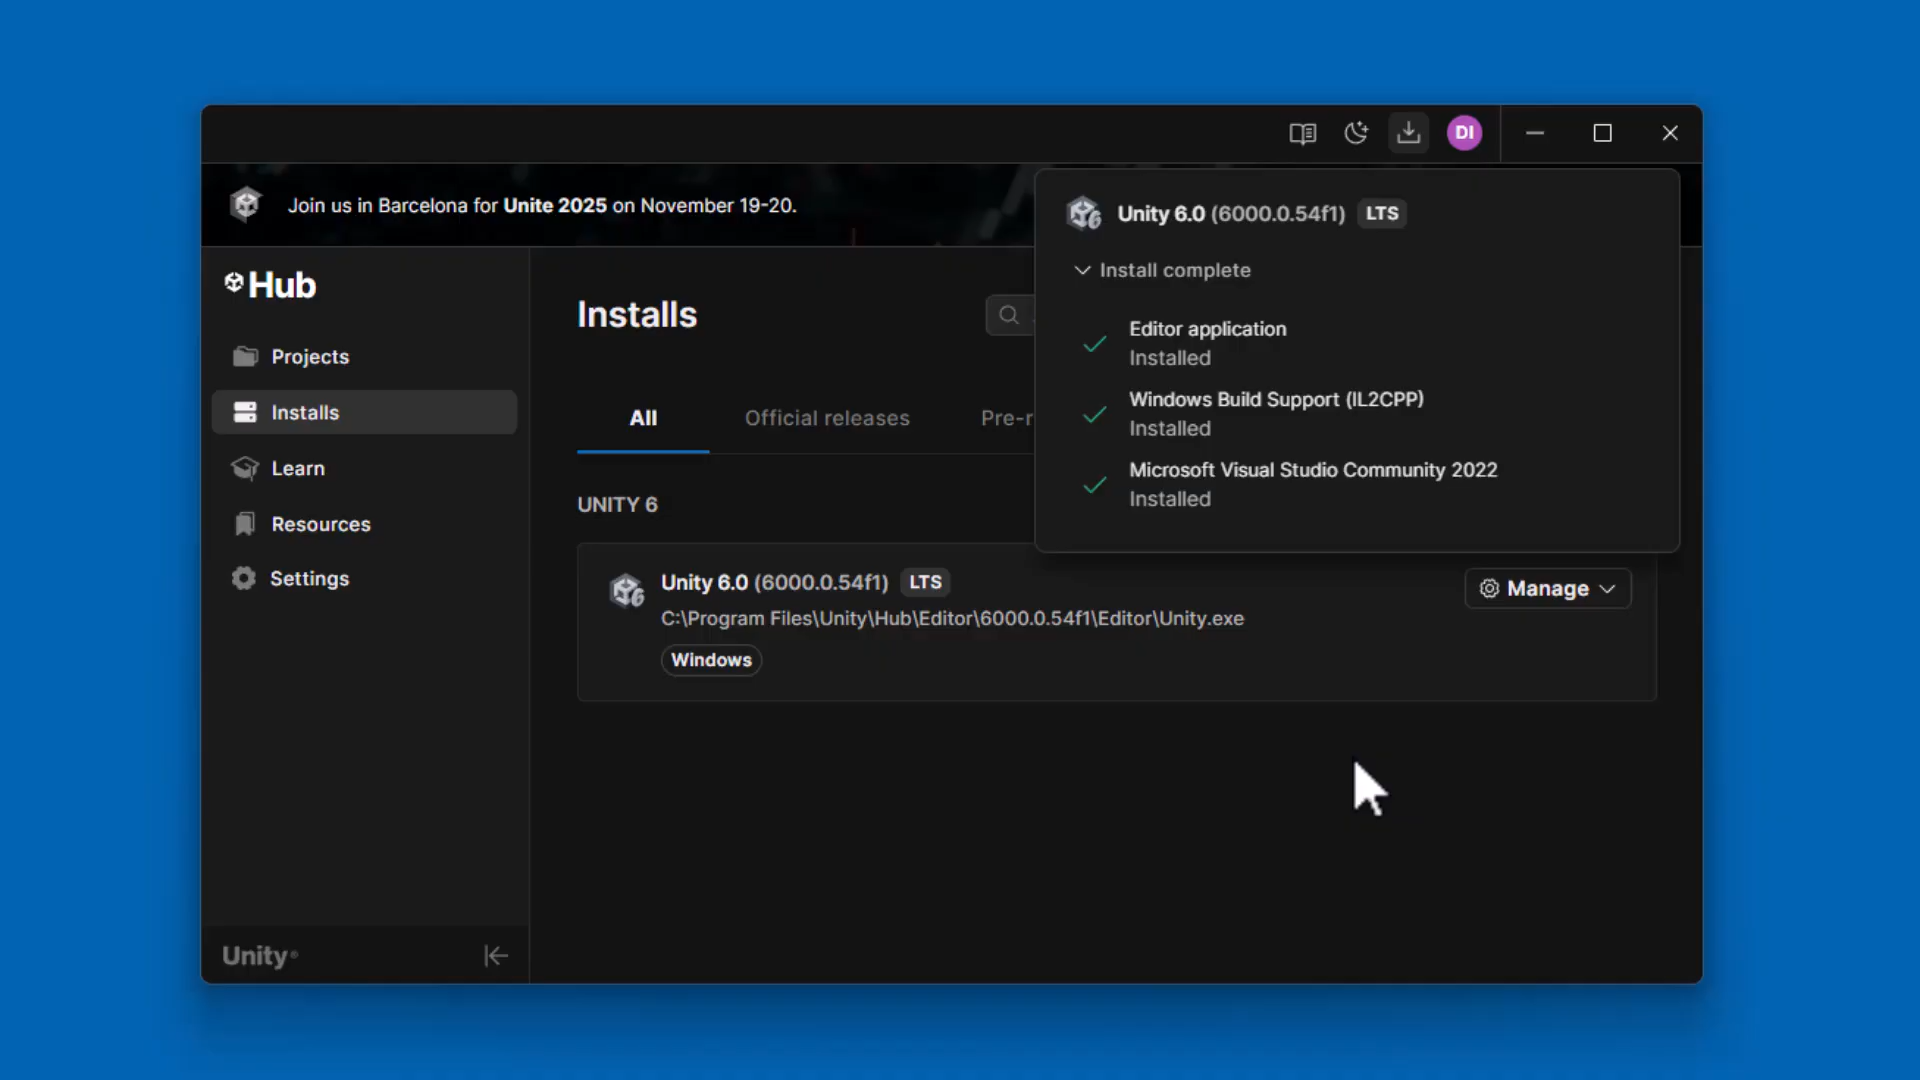 DI
Join us in Barcelona for Unite 2025 on November 19-20.
Unity 6.0 (6000.0.54f1) LTS
Install complete
Editor application
Installed
Windows Build Support (IL2CPP)
Installed
Microsoft Visual Studio Community 2022
Installed
Hub
Projects
Installs
Learn
Resources
Settings
Unity
Installs
All
Official releases
Pre-r
UNITY 6
Unity 6.0 (6000.0.54f1) LTS
C:\Program Files\Unity\Hub\Editor\6000.0.54f1\Editor\Unity.exe
Windows
Manage